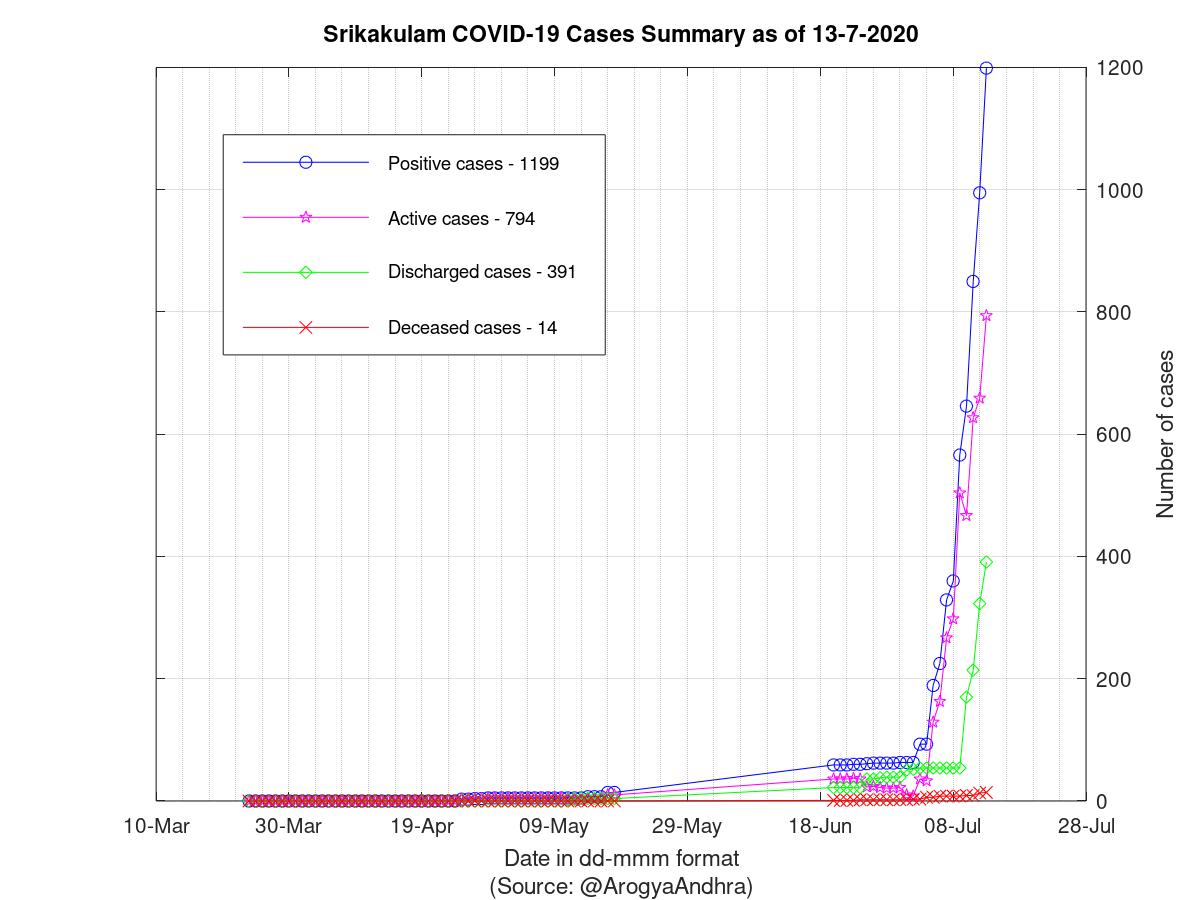 Srikakulam COVID-19 Cases Summary as of 13-7-2020
Positive cases - 1199
Active cases - 794
Discharged cases - 391
Deceased cases - 14
1200
1000
800
600
400
200
0
Number of cases
10-Mar 30-Mar 19-Apr 09-May 29-May 18-Jun 08-Jul 28-Jul
Date in dd-mmm format
(Source: @ArogyaAndhra)